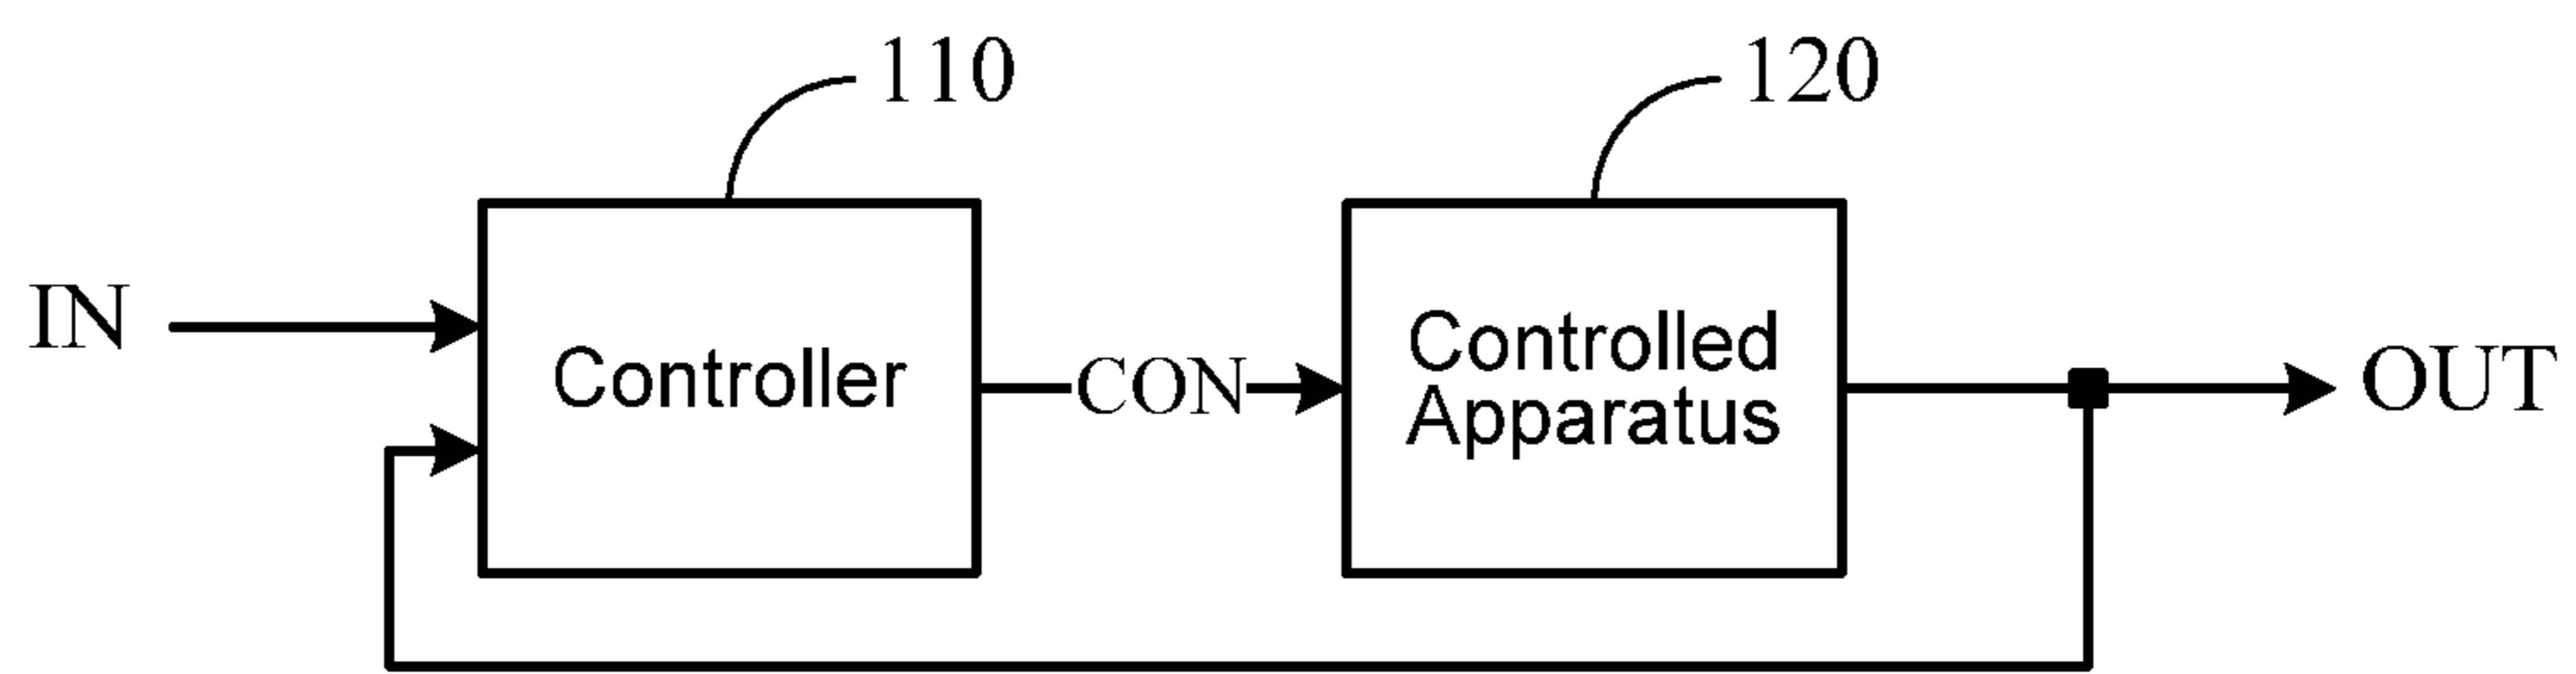 110
120
IN
Controller
CON
Controlled
Apparatus
OUT